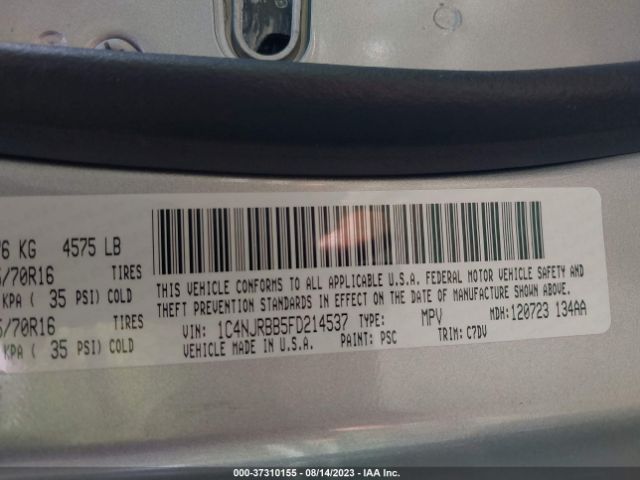 76 KG 4575 LB
/70R16 TIRES
KPA ( 35 PSI) COLD
/70R16 TIRES
KPA ( 35 PSI) COLD
THIS VEHICLE CONFORMS TO ALL APPLICABLE U.S.A. FEDERAL MOTOR VEHICLE SAFETY AND
THEFT PREVENTION STANDARDS IN EFFECT ON THE DATE OF MANUFACTURE SHOWN ABOVE.
VIN: 1C4NJRBB5FD214537 TYPE: MPV MDH: 120723 134AA
VEHICLE MADE IN U.S.A. PAINT: PSC TRIM: C7DV
000-37310155 - 08/14/2023 - IAA Inc.